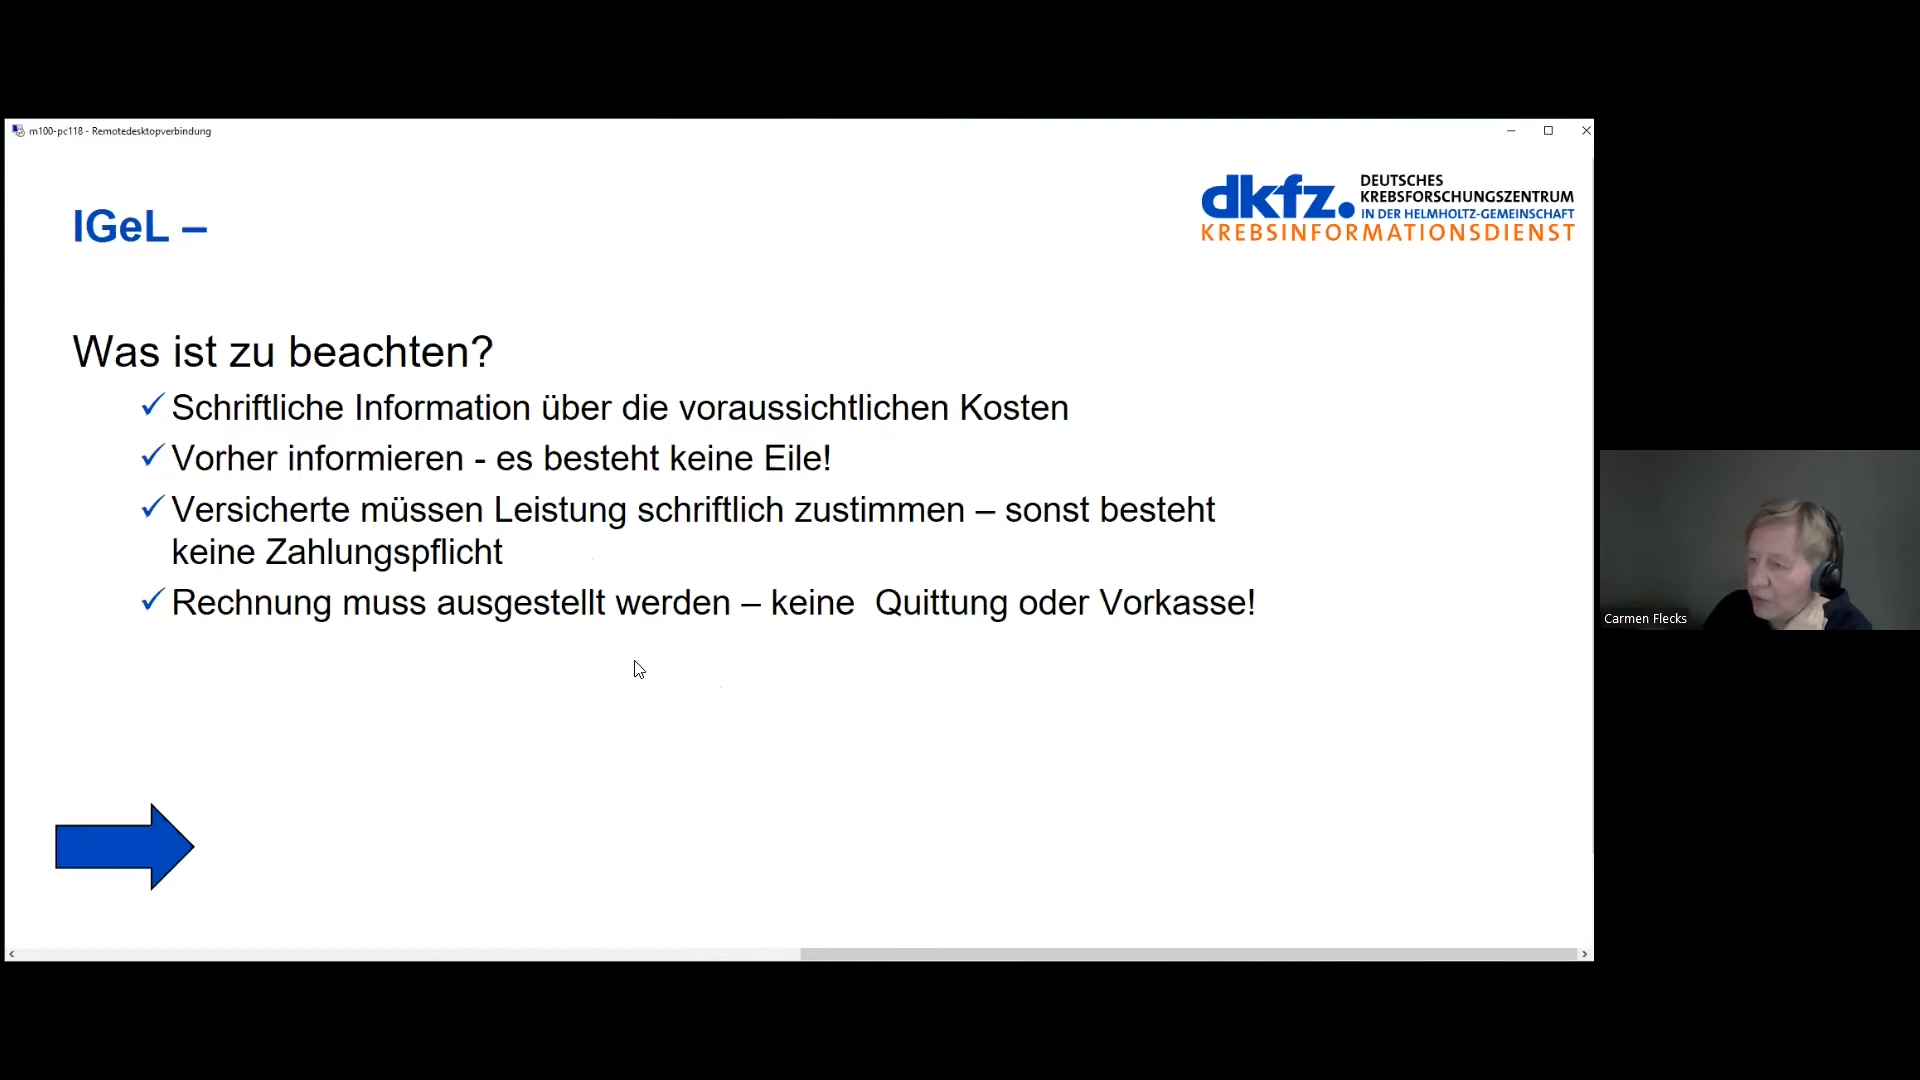 m100-pc118 - Remotedesktopverbindung
IGeL –
dkfz.
DEUTSCHES
KREBSFORSCHUNGSZENTRUM
IN DER HELMHOLTZ-GEMEINSCHAFT
KREBSINFORMATIONSDIENST
Was ist zu beachten?
Schriftliche Information über die voraussichtlichen Kosten
Vorher informieren - es besteht keine Eile!
Versicherte müssen Leistung schriftlich zustimmen – sonst besteht
keine Zahlungspflicht
Rechnung muss ausgestellt werden – keine  Quittung oder Vorkasse!
Carmen Flecks